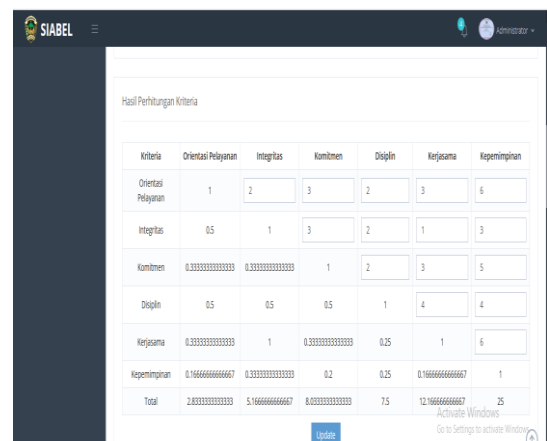 SIABEL
4
Administrator
Hasil Perhitungan Kriteria
Kriteria Orientasi Pelayanan Integritas Komitmen Disiplin Kerjasama Kepemimpinan
Orientasi
Pelayanan
1 2 3 2 3 6
Integritas 0.5 1 3 2 1 3
Komitmen 0.33333333333333 0.33333333333333 1 2 3 5
Disiplin 0.5 0.5 0.5 1 4 4
Kerjasama 0.33333333333333 1 0.33333333333333 0.25 1 6
Kepemimpinan 0.16666666666667 0.33333333333333 0.2 0.25 0.16666666666667 1
Total 2.8333333333333 5.1666666666667 8.0333333333333 7.5 12.166666666667 25
Activate Windows
Go to Settings to activate Windows.
Update